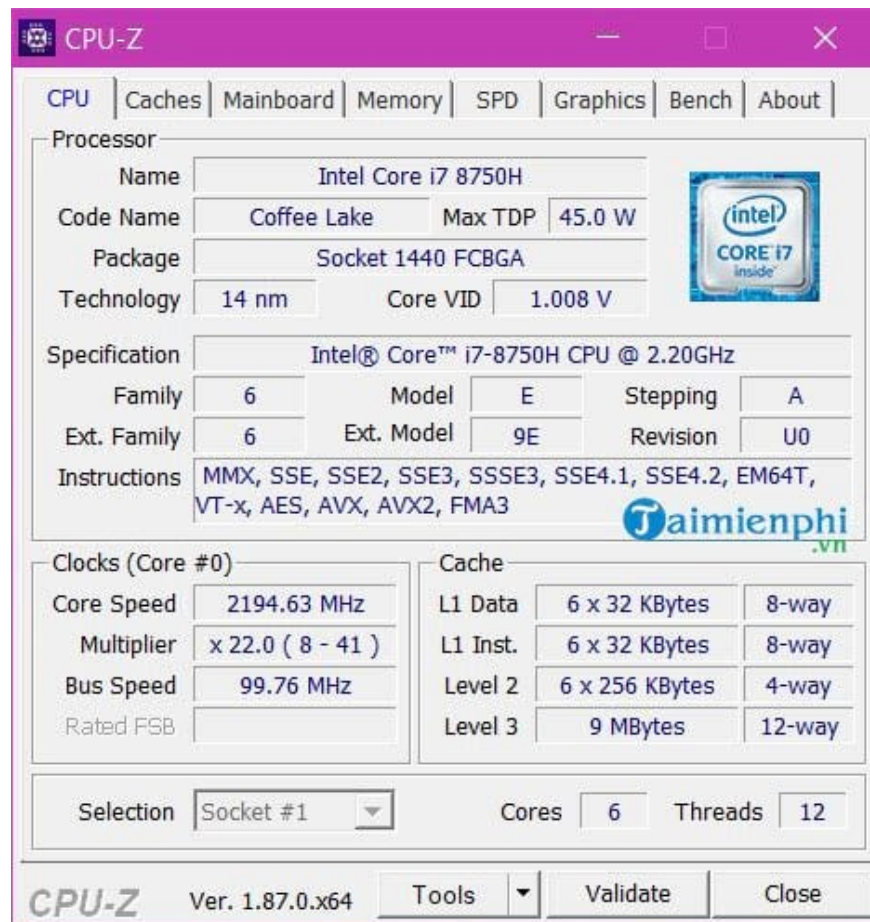 CPU-Z
CPU Caches Mainboard Memory SPD Graphics Bench About
Processor
Name Intel Core i7 8750H
Code Name Coffee Lake Max TDP 45.0 W
Package Socket 1440 FCBGA
Technology 14 nm Core VID 1.008 V
intel CORE i7 inside
Specification Intel® Core™ i7-8750H CPU @ 2.20GHz
Family 6 Model E Stepping A
Ext. Family 6 Ext. Model 9E Revision U0
Instructions MMX, SSE, SSE2, SSE3, SSSE3, SSE4.1, SSE4.2, EM64T,
VT-x, AES, AVX, AVX2, FMA3
Taimienphi
.vn
Clocks (Core #0) Cache
Core Speed 2194.63 MHz L1 Data 6 x 32 KBytes 8-way
Multiplier x 22.0 ( 8 - 41 ) L1 Inst. 6 x 32 KBytes 8-way
Bus Speed 99.76 MHz Level 2 6 x 256 KBytes 4-way
Rated FSB Level 3 9 MBytes 12-way
Selection Socket #1 Cores 6 Threads 12
CPU-Z Ver. 1.87.0.x64 Tools Validate Close